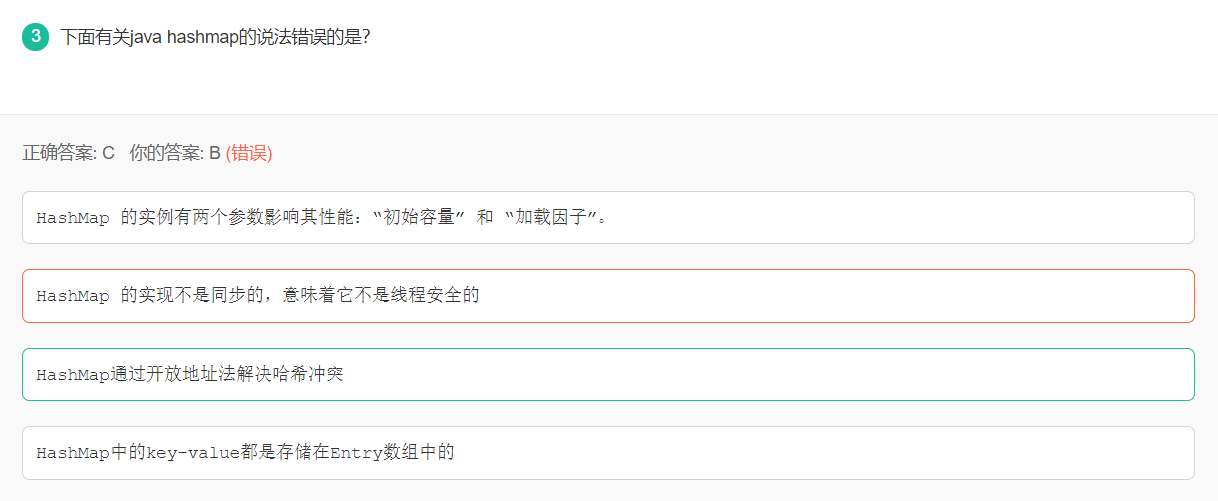 3 下面有关java hashmap的说法错误的是?
正确答案: C 你的答案: B (错误)
HashMap 的实例有两个参数影响其性能：“初始容量” 和 “加载因子”。
HashMap 的实现不是同步的，意味着它不是线程安全的
HashMap通过开放地址法解决哈希冲突
HashMap中的key-value都是存储在Entry数组中的